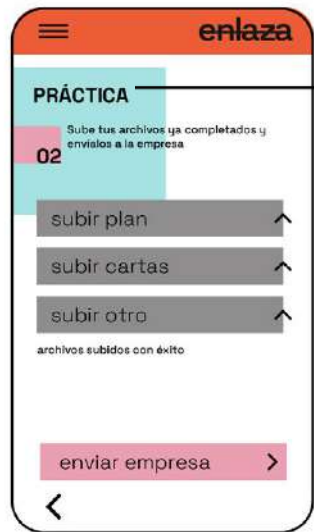 enlaza
PRÁCTICA
02
Sube tus archivos ya completados y
envíalos a la empresa
subir plan
subir cartas
subir otro
archivos subidos con éxito
enviar empresa